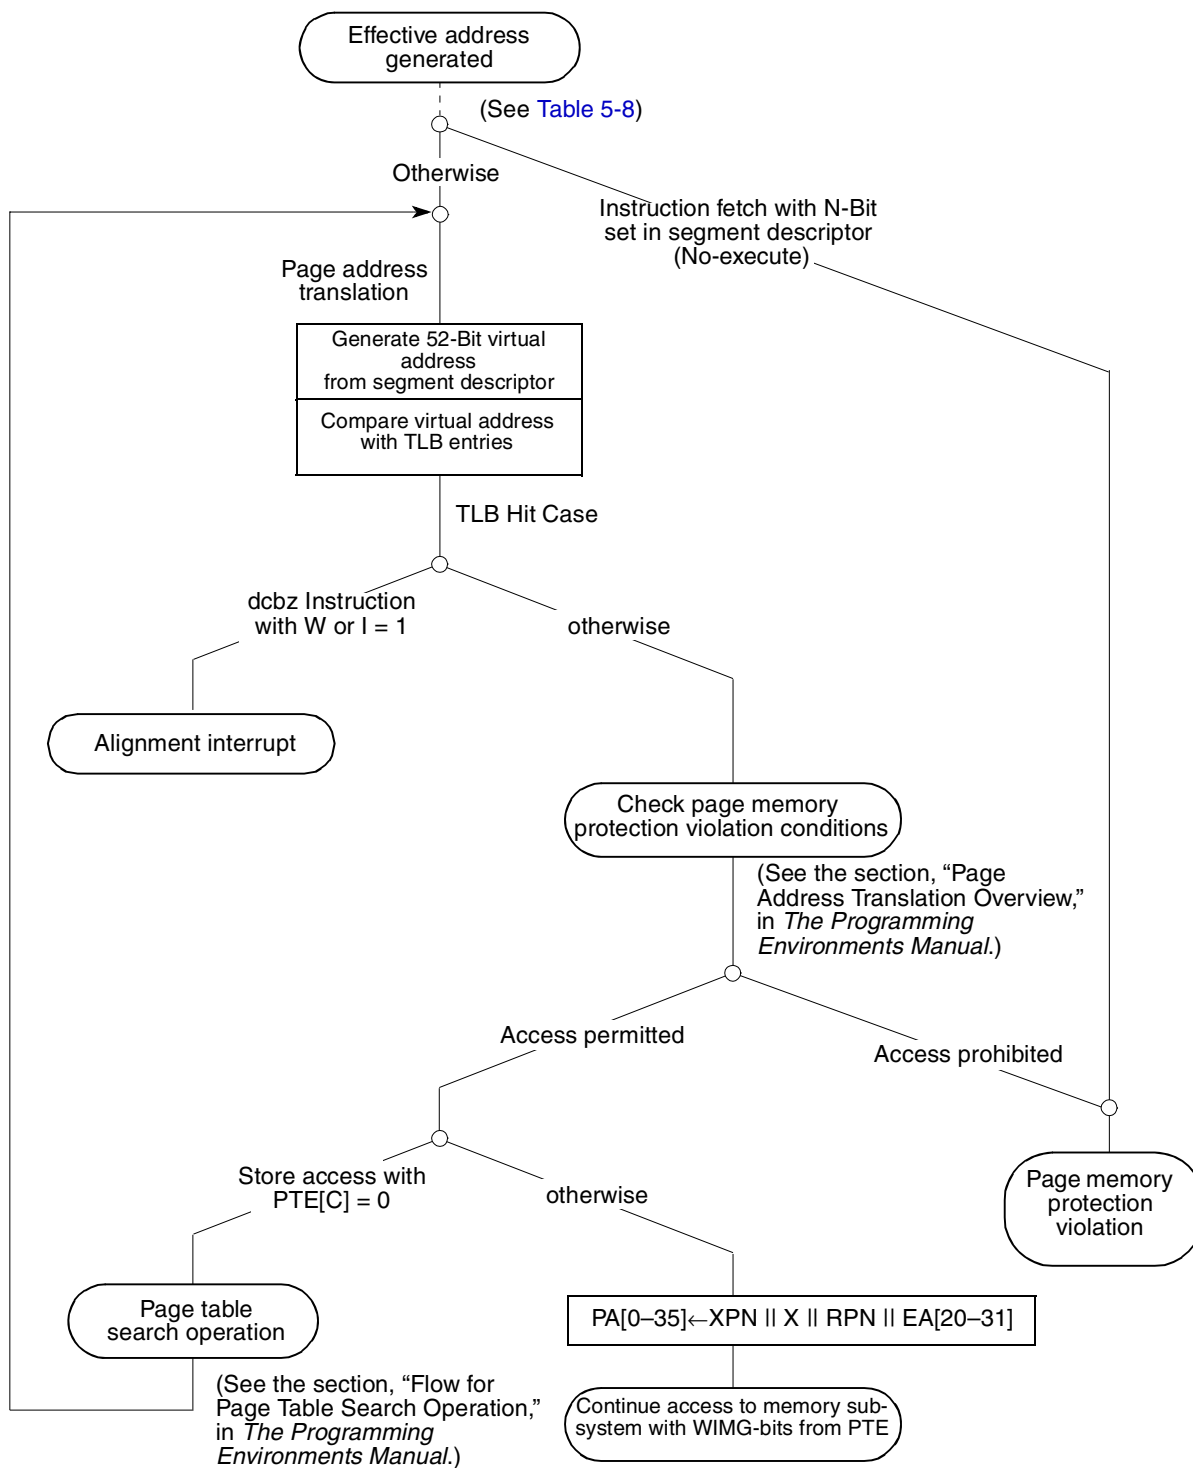 Effective address
generated
(See Table 5-8)
Otherwise
Instruction fetch with N-Bit
set in segment descriptor
(No-execute)
Page address
translation
Generate 52-Bit virtual
address
from segment descriptor
Compare virtual address
with TLB entries
TLB Hit Case
dcbz Instruction
with W or I = 1
otherwise
Alignment interrupt
Check page memory
protection violation conditions
(See the section, “Page
Address Translation Overview,”
in The Programming
Environments Manual.)
Access permitted
Access prohibited
Store access with
PTE[C] = 0
otherwise
Page memory
protection
violation
Page table
search operation
PA[0–35]←XPN || X || RPN || EA[20–31]
(See the section, “Flow for
Page Table Search Operation,”
in The Programming
Environments Manual.)
Continue access to memory sub-
system with WIMG-bits from PTE